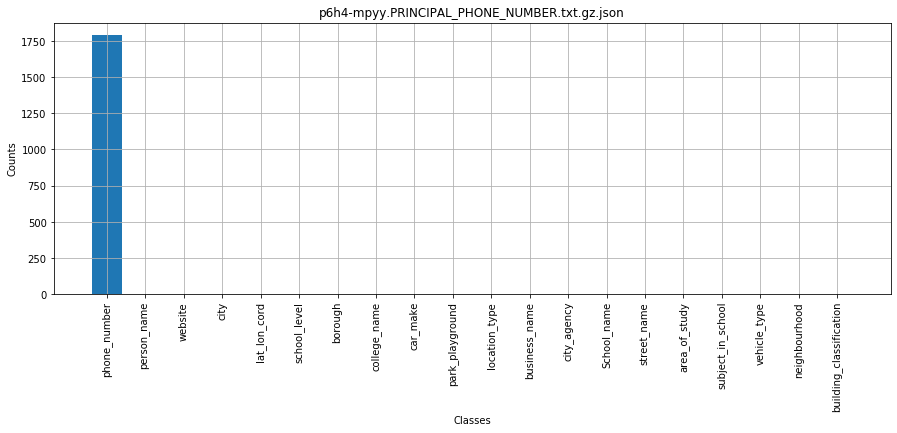 p6h4-mpyy.PRINCIPAL_PHONE_NUMBER.txt.gz.json
1750
1500
1250
1000
750
500
250
0
Counts
phone_number
person_name
website
city
lat_lon_cord
school_level
borough
college_name
car_make
park_playground
location_type
business_name
city_agency
School_name
street_name
area_of_study
subject_in_school
vehicle_type
neighbourhood
building_classification
Classes